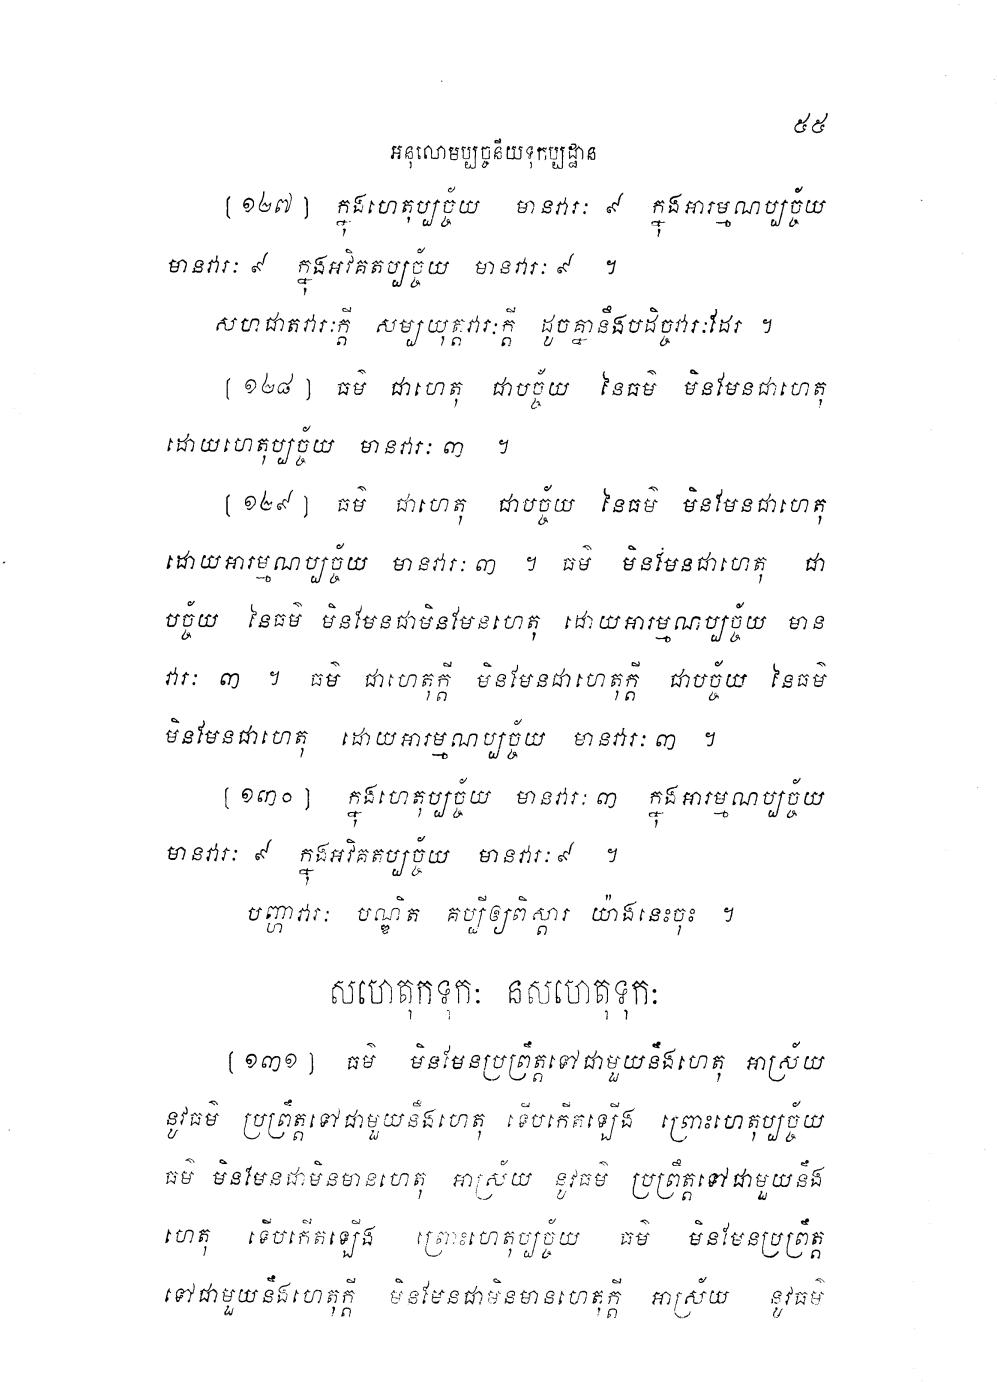 ៥៥
អនុលោមប្បច្ចនីយទុកប្បដ្ឋាន
[ ១២៧ ] ក្នុងហេតុប្បច្ច័យ មានវារៈ ៩ ក្នុងអារម្មណប្បច្ច័យ
មានវារៈ ៩ ក្នុងអវិគតប្បច្ច័យ មានវារៈ ៩ ។
សហជាតវារៈក្តី សម្បយុត្តវារៈក្តី ដូចគ្នានឹងបដិច្ចវារៈដែរ ។
[ ១២៨ ] ធម៌ ជាហេតុ ជាបច្ច័យ នៃធម៌ មិនមែនជាហេតុ
ដោយហេតុប្បច្ច័យ មានវារៈ ៣ ។
[ ១២៩ ] ធម៌ ជាហេតុ ជាបច្ច័យ នៃធម៌ មិនមែនជាហេតុ
ដោយអារម្មណប្បច្ច័យ មានវារៈ ៣ ។ ធម៌ មិនមែនជាហេតុ ជា
បច្ច័យ នៃធម៌ មិនមែនជាមិនមែនហេតុ ដោយអារម្មណប្បច្ច័យ មាន
វារៈ ៣ ។ ធម៌ ជាហេតុក្តី មិនមែនជាហេតុក្តី ជាបច្ច័យ នៃធម៌
មិនមែនជាហេតុ ដោយអារម្មណប្បច្ច័យ មានវារៈ ៣ ។
[ ១៣០ ] ក្នុងហេតុប្បច្ច័យ មានវារៈ ៣ ក្នុងអារម្មណប្បច្ច័យ
មានវារៈ ៩ ក្នុងអវិគតប្បច្ច័យ មានវារៈ ៩ ។
បញ្ហាវារៈ បណ្ឌិត គប្បីឲ្យពិស្តារ យ៉ាងនេះចុះ ។
សហេតុកទុកៈ នសហេតុទុកៈ
[ ១៣១ ] ធម៌ មិនមែនប្រព្រឹត្តទៅជាមួយនឹងហេតុ អាស្រ័យ
នូវធម៌ ប្រព្រឹត្តទៅជាមួយនឹងហេតុ ទើបកើតឡើង ព្រោះហេតុប្បច្ច័យ
ធម៌ មិនមែនជាមិនមានហេតុ អាស្រ័យ នូវធម៌ ប្រព្រឹត្តទៅជាមួយនឹង
ហេតុ ទើបកើតឡើង ព្រោះហេតុប្បច្ច័យ ធម៌ មិនមែនប្រព្រឹត្ត
ទៅជាមួយនឹងហេតុក្តី មិនមែនជាមិនមានហេតុក្តី អាស្រ័យ នូវធម៌